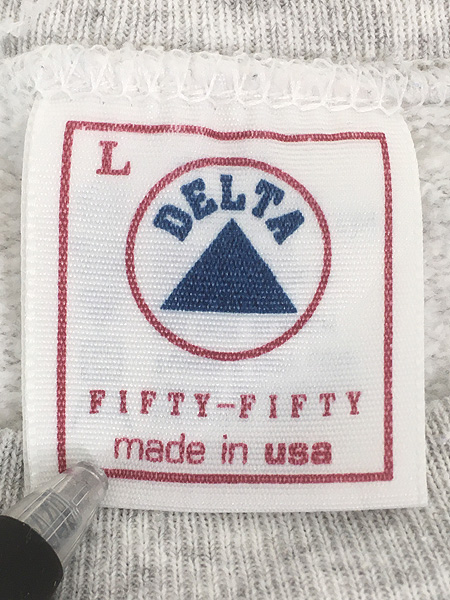 L
DELTA
FIFTY-FIFTY
made in usa